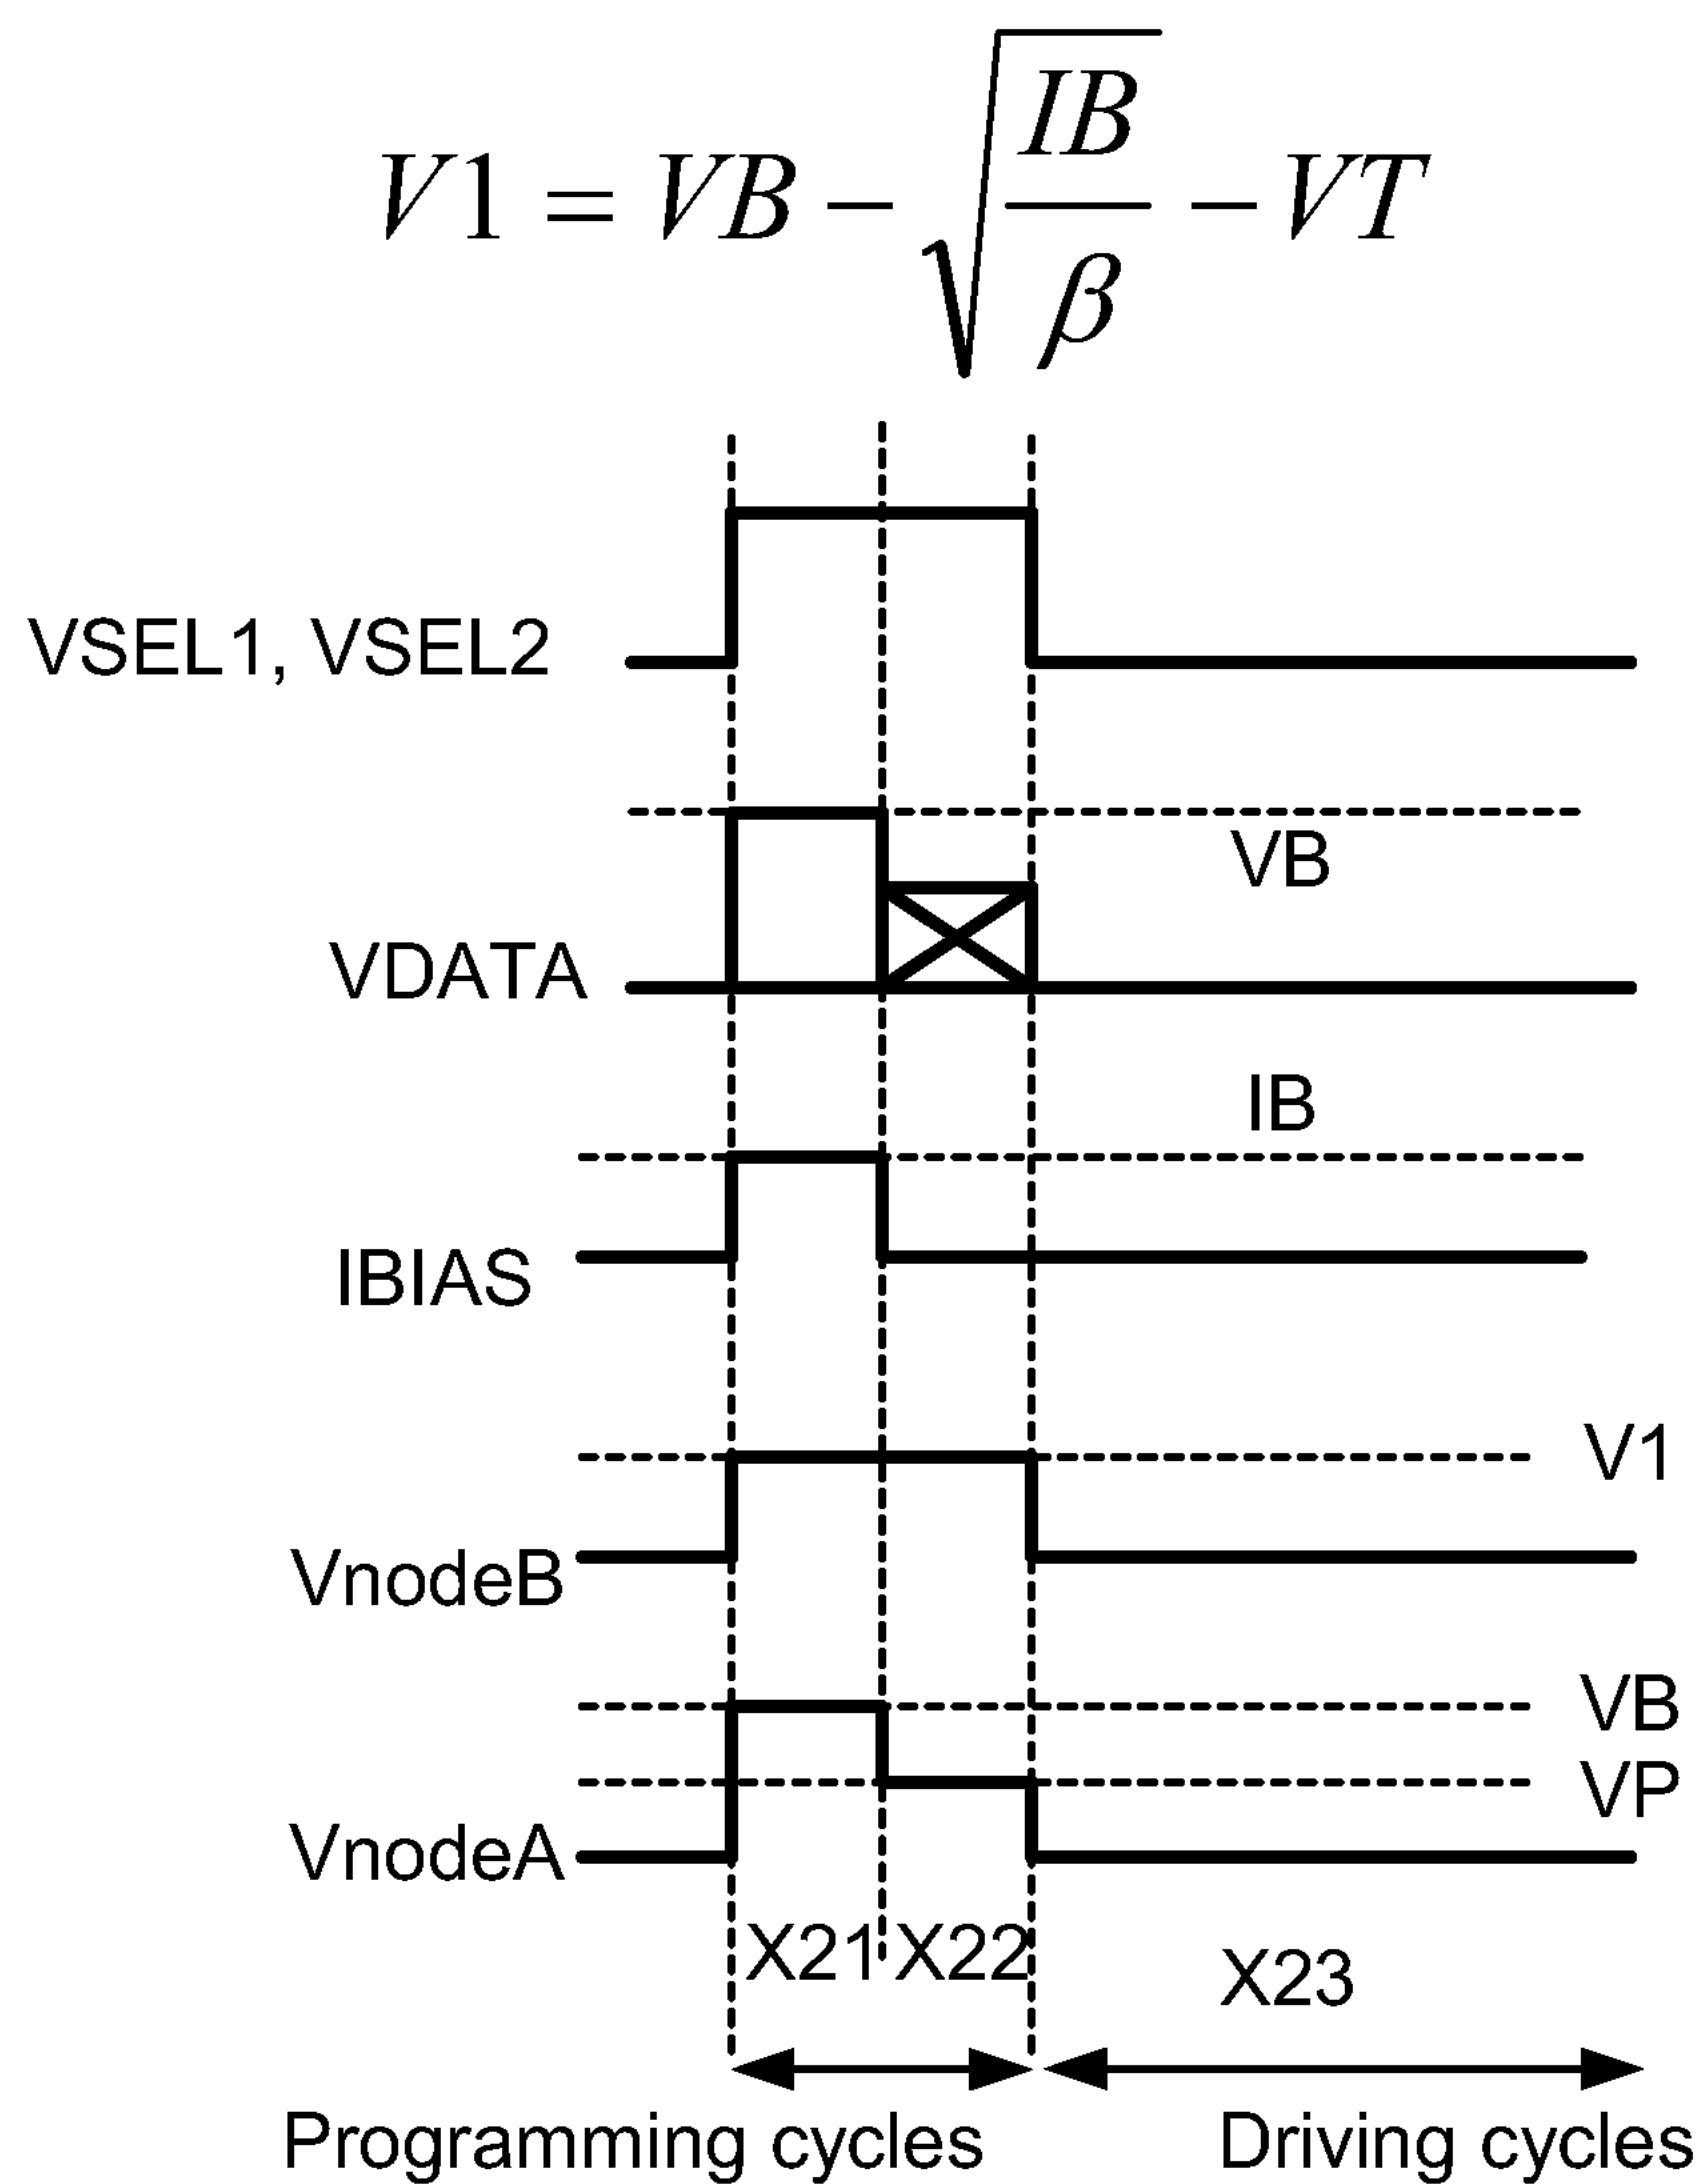 V1 = VB − √(IB/β) − VT
VSEL1, VSEL2
VB
VDATA
IB
IBIAS
V1
VnodeB
VB
VP
VnodeA
X21 X22
X23
Programming cycles
Driving cycles